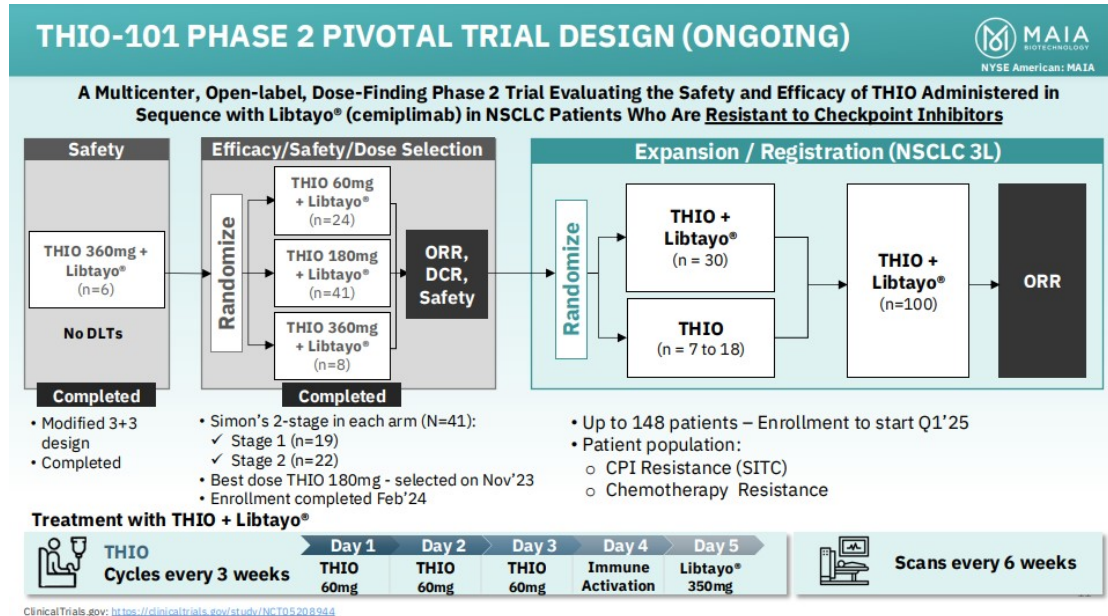 THIO-101 PHASE 2 PIVOTAL TRIAL DESIGN (ONGOING)
MAIA
BIOTECHNOLOGY
NYSE American: MAIA
A Multicenter, Open-label, Dose-Finding Phase 2 Trial Evaluating the Safety and Efficacy of THIO Administered in
Sequence with Libtayo® (cemiplimab) in NSCLC Patients Who Are Resistant to Checkpoint Inhibitors
Safety
THIO 360mg +
Libtayo®
(n=6)
No DLTs
Completed
• Modified 3+3
design
• Completed
Efficacy/Safety/Dose Selection
Randomize
THIO 60mg
+ Libtayo®
(n=24)
THIO 180mg
+ Libtayo®
(n=41)
THIO 360mg
+ Libtayo®
(n=8)
ORR,
DCR,
Safety
Completed
• Simon's 2-stage in each arm (N=41):
✓ Stage 1 (n=19)
✓ Stage 2 (n=22)
• Best dose THIO 180mg - selected on Nov'23
• Enrollment completed Feb'24
Expansion / Registration (NSCLC 3L)
Randomize
THIO +
Libtayo®
(n = 30)
THIO
(n = 7 to 18)
THIO +
Libtayo®
(n=100)
ORR
• Up to 148 patients – Enrollment to start Q1'25
• Patient population:
o CPI Resistance (SITC)
o Chemotherapy Resistance
Treatment with THIO + Libtayo®
THIO
Cycles every 3 weeks
Day 1
THIO
60mg
Day 2
THIO
60mg
Day 3
THIO
60mg
Day 4
Immune
Activation
Day 5
Libtayo®
350mg
Scans every 6 weeks
ClinicalTrials.gov: https://clinicaltrials.gov/study/NCT05208944